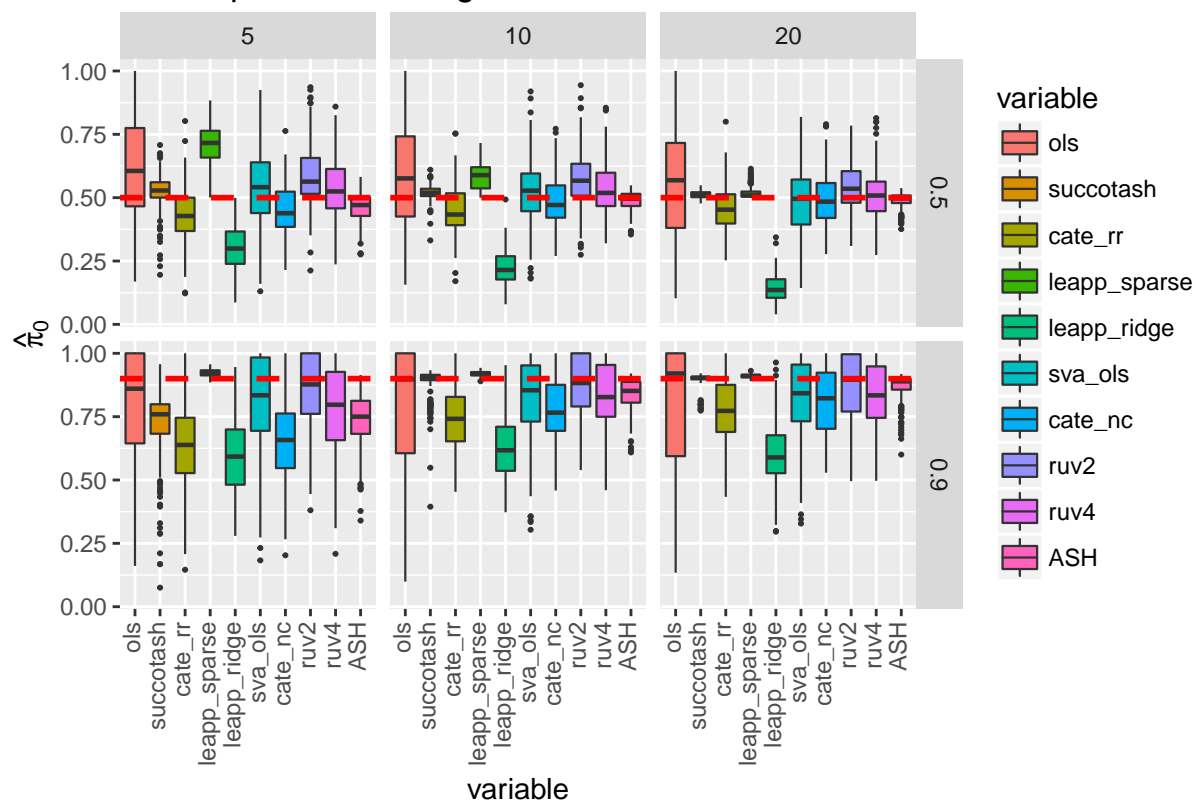 5
10
20
1.00
0.75
0.50
0.25
0.00
0.5
1.00
0.75
0.50
0.25
0.00
0.9
π̂0
ols
succotash
cate_rr
leapp_sparse
leapp_ridge
sva_ols
cate_nc
ruv2
ruv4
ASH
ols
succotash
cate_rr
leapp_sparse
leapp_ridge
sva_ols
cate_nc
ruv2
ruv4
ASH
ols
succotash
cate_rr
leapp_sparse
leapp_ridge
sva_ols
cate_nc
ruv2
ruv4
ASH
variable
variable
ols
succotash
cate_rr
leapp_sparse
leapp_ridge
sva_ols
cate_nc
ruv2
ruv4
ASH